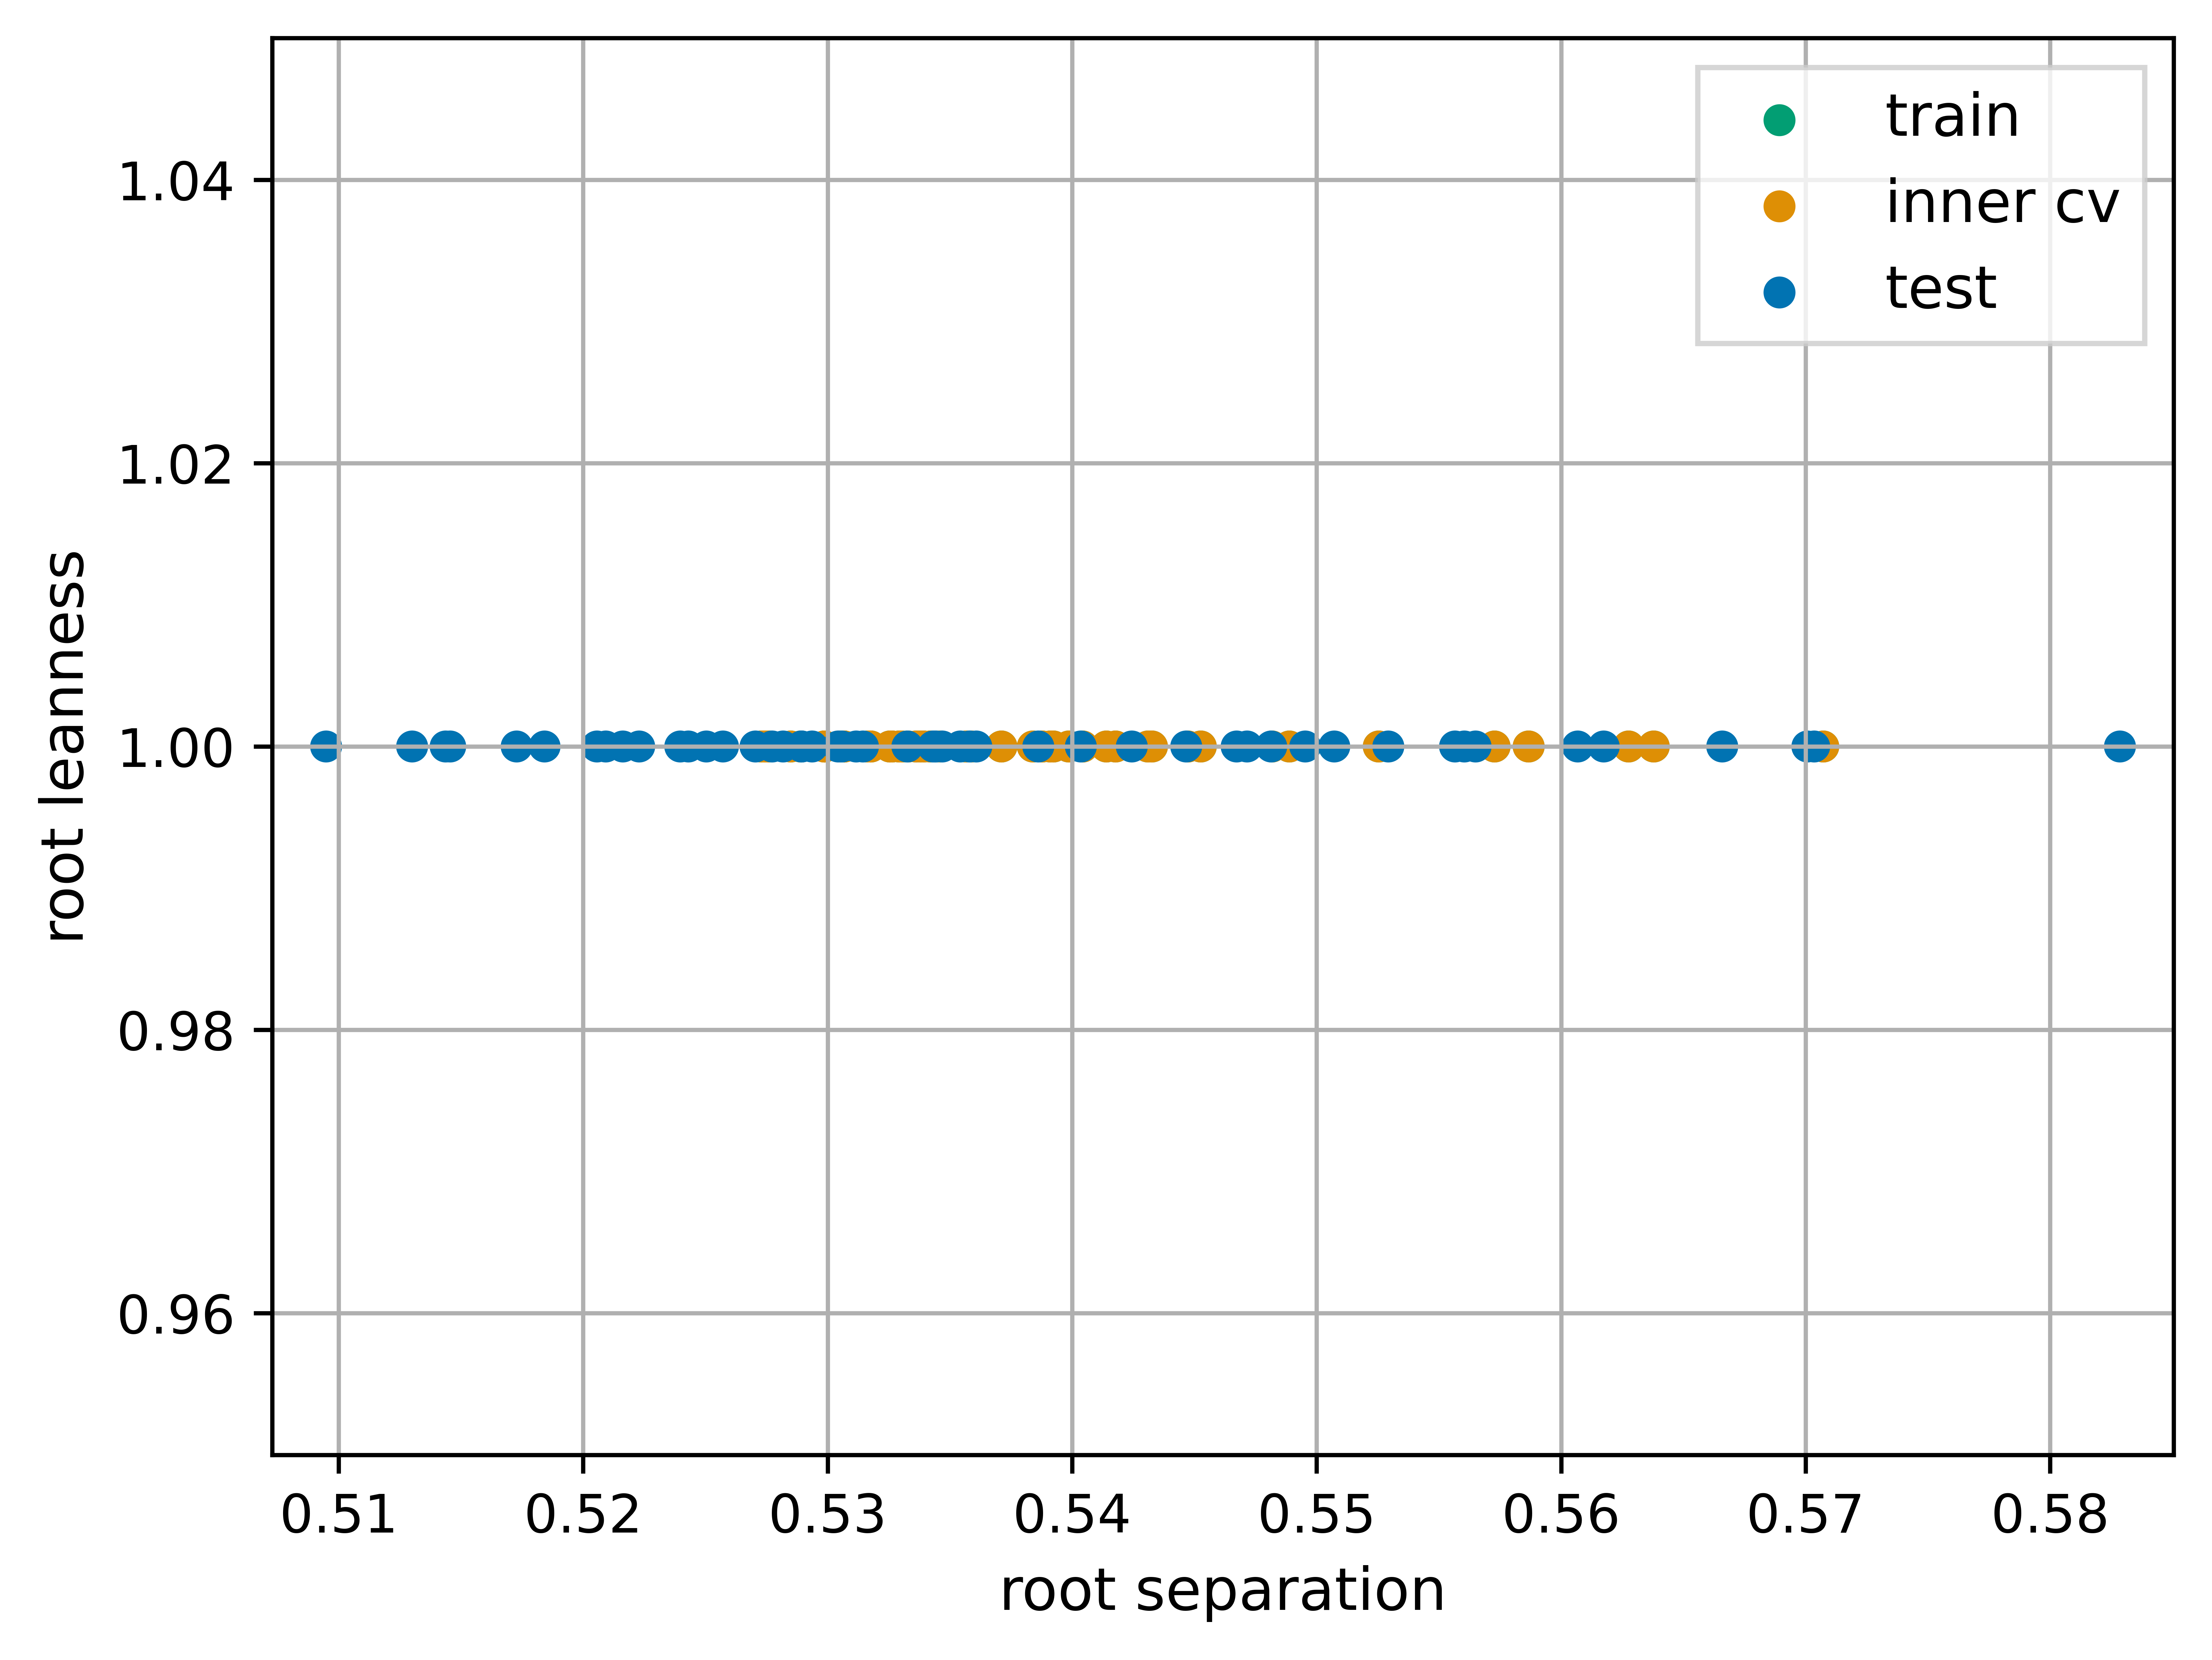 train
inner cv
test
1.04
1.02
1.00
0.98
0.96
root leanness
0.51 0.52 0.53 0.54 0.55 0.56 0.57 0.58
root separation